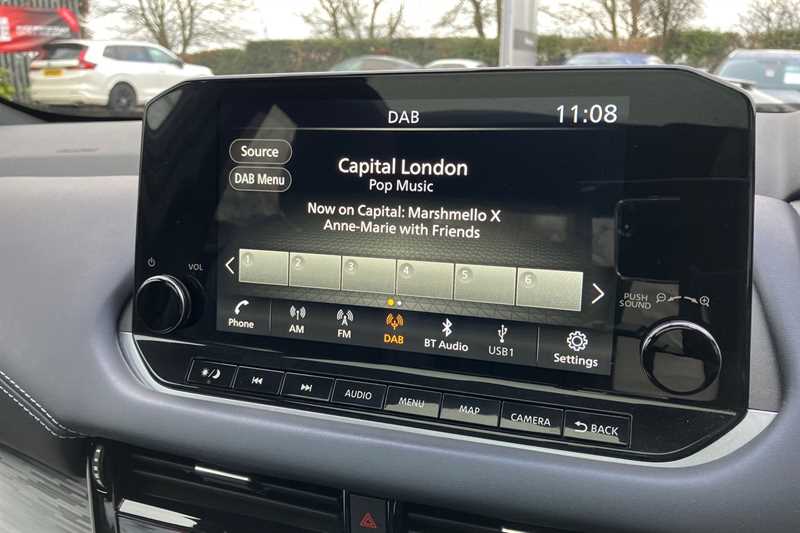 DAB
11:08
Source
DAB Menu
Capital London
Pop Music
Now on Capital: Marshmello X
Anne-Marie with Friends
1 2 3 4 5 6
Phone
AM
FM
DAB
BT Audio
USB1
Settings
VOL
PUSH
SOUND
AUDIO
MENU
MAP
CAMERA
BACK